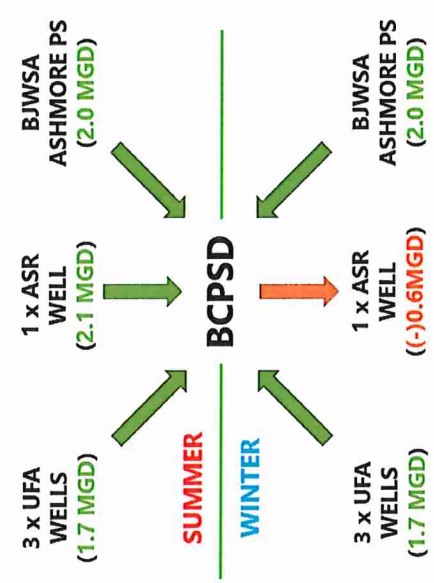 3 x UFA
WELLS
(1.7 MGD)
1 x ASR
WELL
(2.1 MGD)
BJWSA
ASHMORE PS
(2.0 MGD)
SUMMER
BCPSD
WINTER
3 x UFA
WELLS
(1.7 MGD)
1 x ASR
WELL
((-)0.6MGD)
BJWSA
ASHMORE PS
(2.0 MGD)